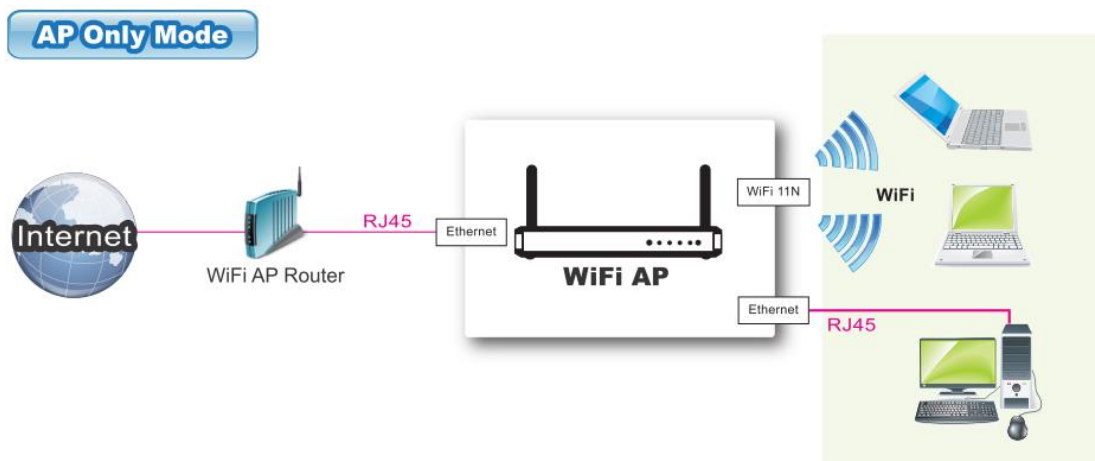 AP Only Mode
Internet
WiFi AP Router
RJ45
Ethernet
WiFi AP
WiFi 11N
WiFi
Ethernet
RJ45